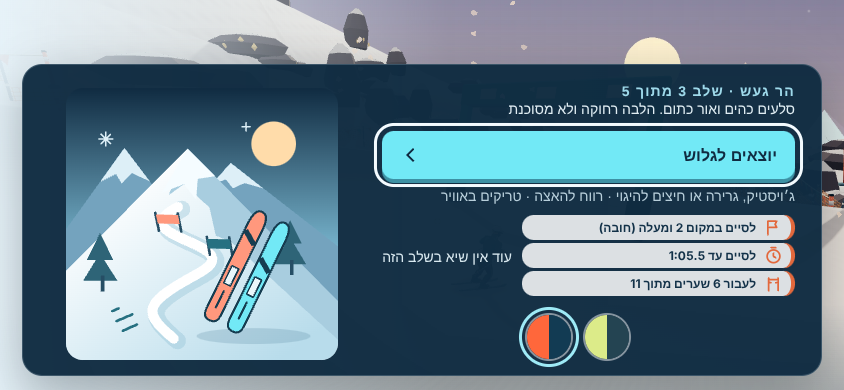 הר געש · שלב 3 מתוך 5
סלעים כהים ואור כתום. הלבה רחוקה ולא מסוכנת
יוצאים לגלוש
ג׳ויסטיק, גרירה או חיצים להיגוי · רווח להאצה · טריקים באוויר
לסיים במקום 2 ומעלה (חובה)
לסיים עד 1:05.5
לעבור 6 שערים מתוך 11
עוד אין שיא בשלב הזה